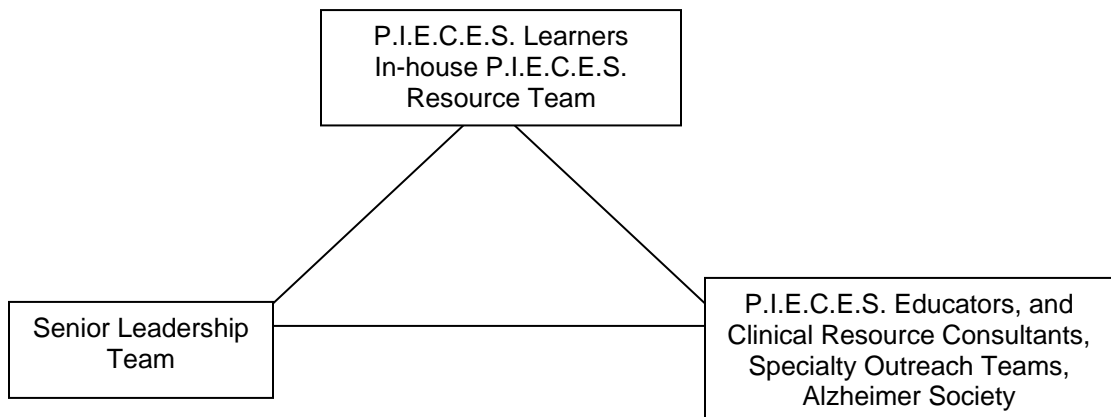 P.I.E.C.E.S. Learners
In-house P.I.E.C.E.S.
Resource Team
Senior Leadership
Team
P.I.E.C.E.S. Educators, and
Clinical Resource Consultants,
Specialty Outreach Teams,
Alzheimer Society